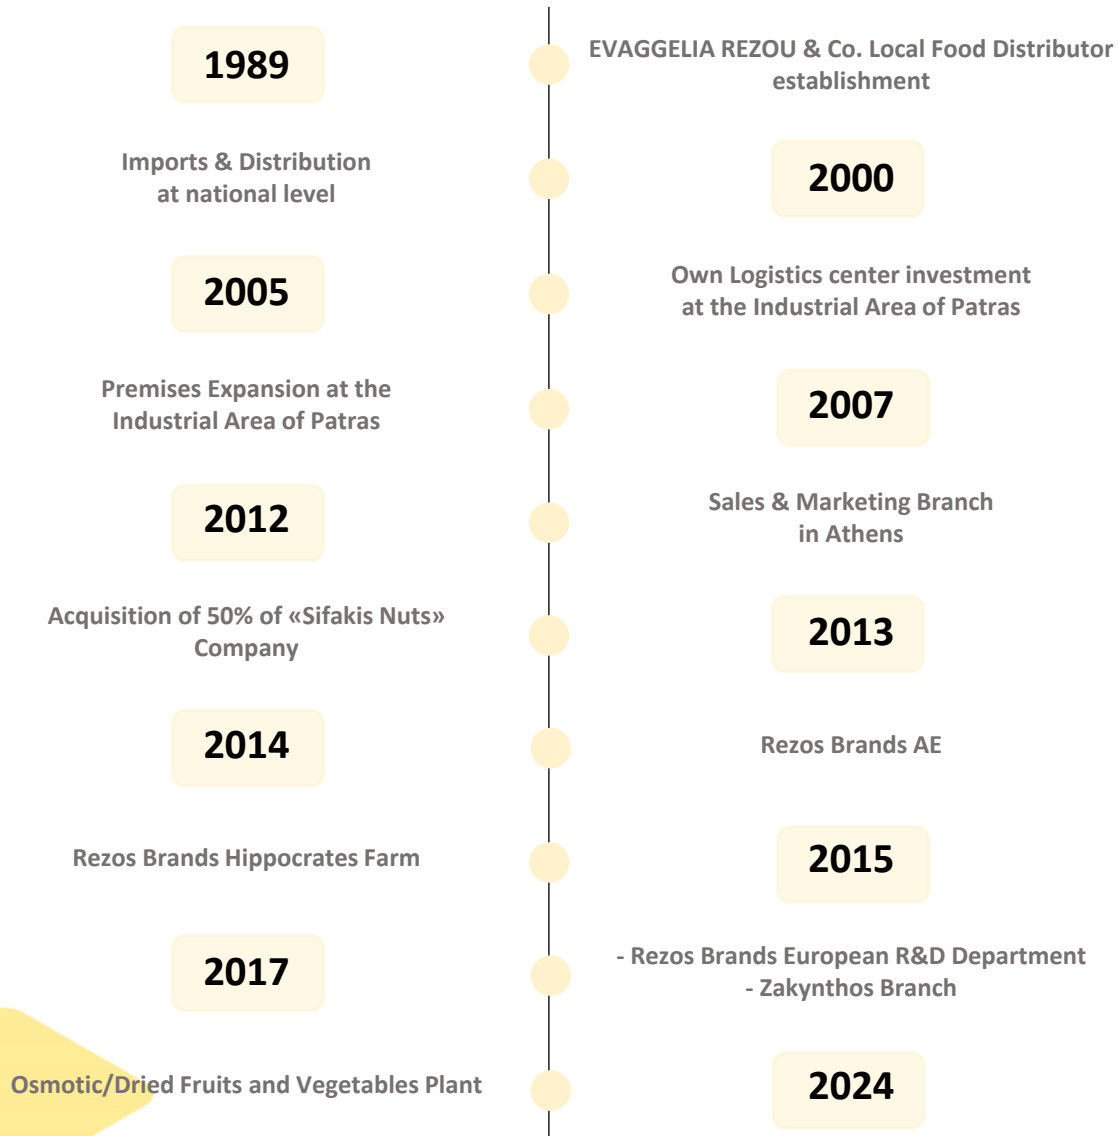 1989
EVAGGELIA REZOU & Co. Local Food Distributor
establishment
Imports & Distribution
at national level
2000
2005
Own Logistics center investment
at the Industrial Area of Patras
Premises Expansion at the
Industrial Area of Patras
2007
2012
Sales & Marketing Branch
in Athens
Acquisition of 50% of «Sifakis Nuts»
Company
2013
2014
Rezos Brands AE
Rezos Brands Hippocrates Farm
2015
2017
- Rezos Brands European R&D Department
- Zakynthos Branch
Osmotic/Dried Fruits and Vegetables Plant
2024